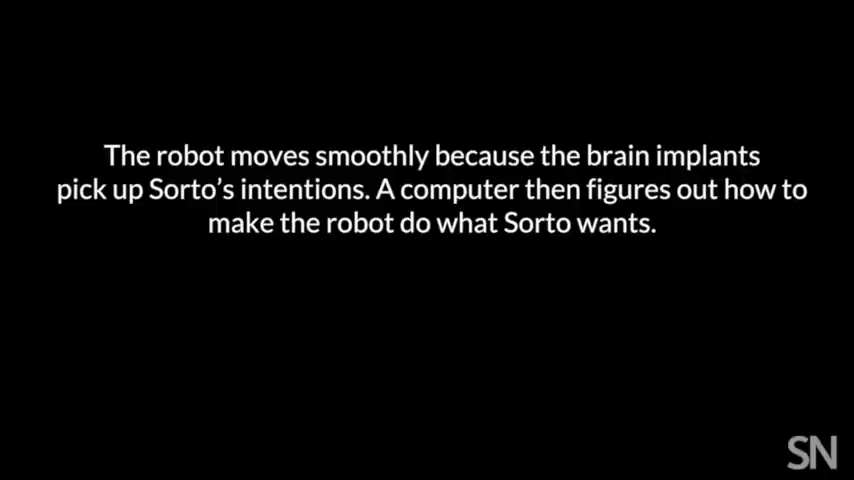 The robot moves smoothly because the brain implants
pick up Sorto’s intentions. A computer then figures out how to
make the robot do what Sorto wants.
SN